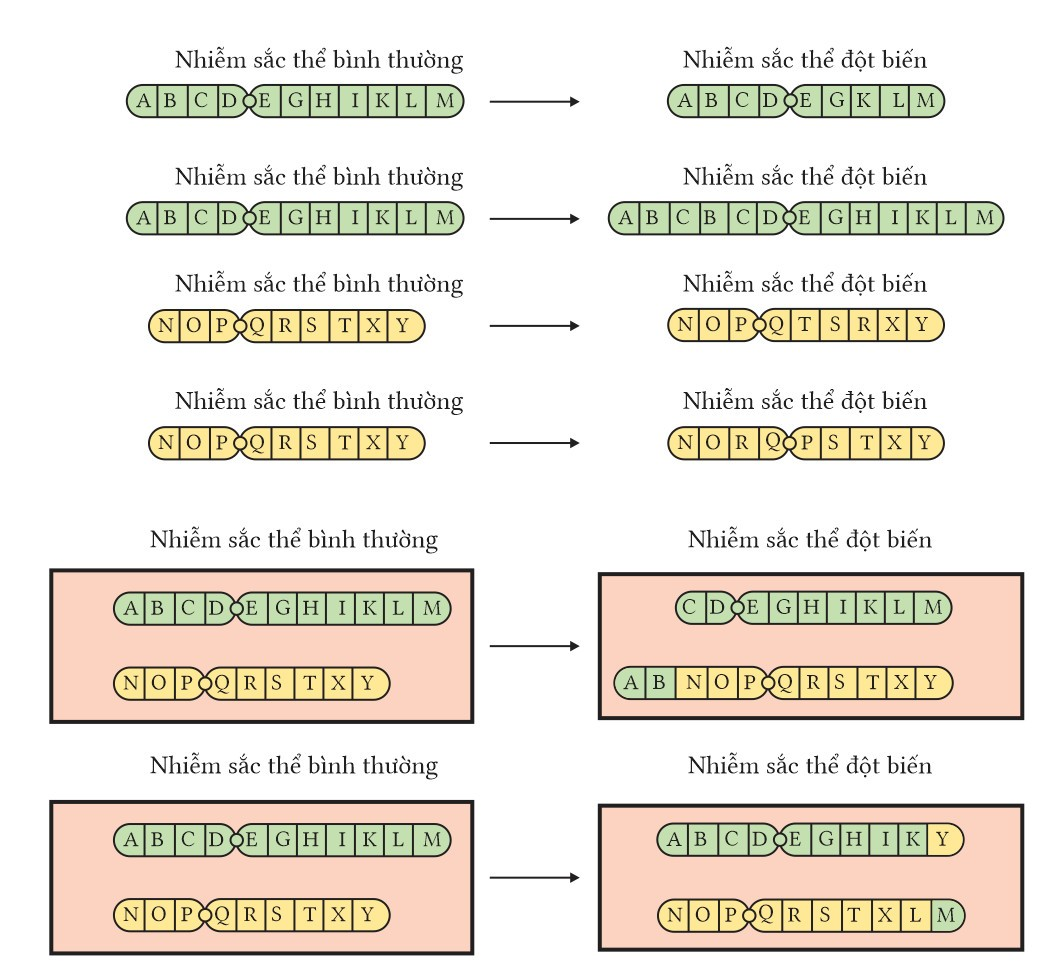 Nhiễm sắc thể bình thường Nhiễm sắc thể đột biến
A B C D E G H I K L M A B C D E G K L M
Nhiễm sắc thể bình thường Nhiễm sắc thể đột biến
A B C D E G H I K L M A B C B C D E G H I K L M
Nhiễm sắc thể bình thường Nhiễm sắc thể đột biến
N O P Q R S T X Y N O P Q T S R X Y
Nhiễm sắc thể bình thường Nhiễm sắc thể đột biến
N O P Q R S T X Y N O R Q P S T X Y
Nhiễm sắc thể bình thường Nhiễm sắc thể đột biến
A B C D E G H I K L M C D E G H I K L M
N O P Q R S T X Y A B N O P Q R S T X Y
Nhiễm sắc thể bình thường Nhiễm sắc thể đột biến
A B C D E G H I K L M A B C D E G H I K Y
N O P Q R S T X Y N O P Q R S T X L M